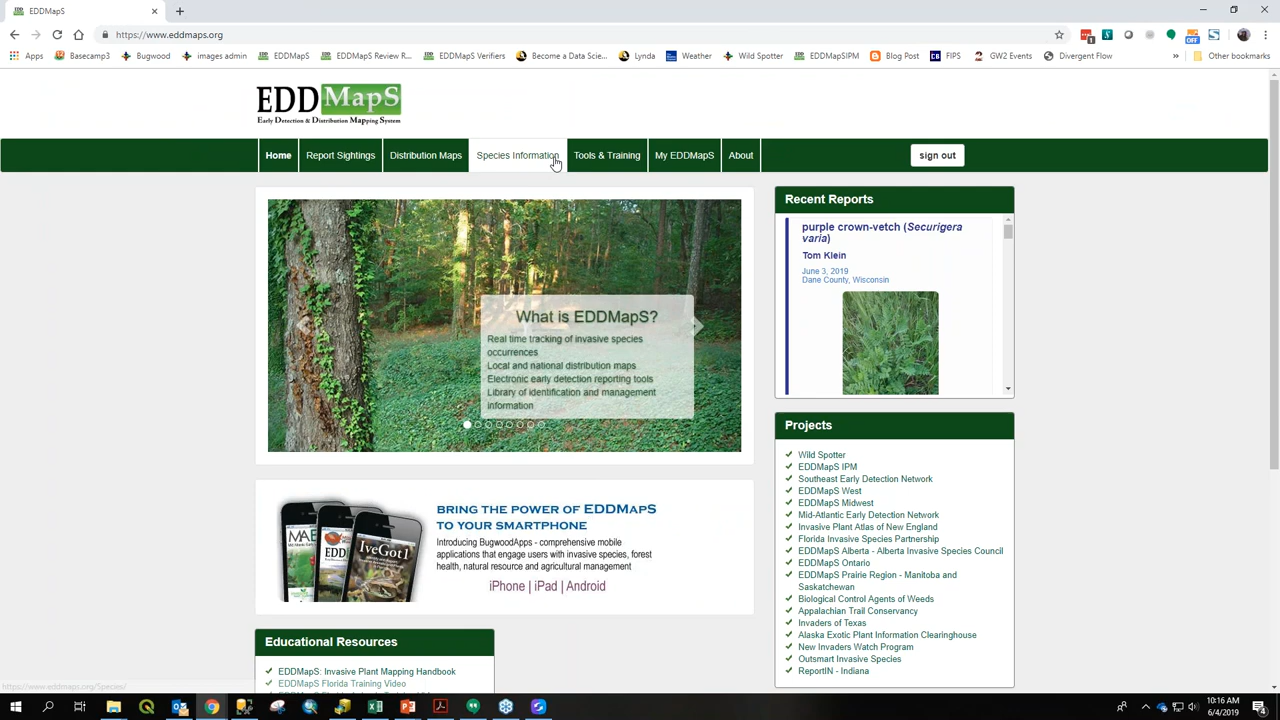 EDDMapS
https://www.eddmaps.org
Apps Basecamp3 Bugwood images admin EDDMapS EDDMapS Review R... EDDMapS Verifiers Become a Data Scie... Lynda Weather Wild Spotter EDDMapSIPM Blog Post FIPS GW2 Events Divergent Flow » Other bookmarks
EDDMapS
Early Detection & Distribution Mapping System
Home Report Sightings Distribution Maps Species Information Tools & Training My EDDMapS About sign out
What is EDDMapS?
Real time tracking of invasive species
occurrences
Local and national distribution maps
Electronic early detection reporting tools
Library of identification and management
information
BRING THE POWER OF EDDMAPS
TO YOUR SMARTPHONE
Introducing BugwoodApps - comprehensive mobile
applications that engage users with invasive species, forest
health, natural resource and agricultural management
iPhone | iPad | Android
IveGot1
Educational Resources
EDDMapS: Invasive Plant Mapping Handbook
EDDMapS Florida Training Video
Recent Reports
purple crown-vetch (Securigera
varia)
Tom Klein
June 3, 2019
Dane County, Wisconsin
Projects
Wild Spotter
EDDMapS IPM
Southeast Early Detection Network
EDDMapS West
EDDMapS Midwest
Mid-Atlantic Early Detection Network
Invasive Plant Atlas of New England
Florida Invasive Species Partnership
EDDMapS Alberta - Alberta Invasive Species Council
EDDMapS Ontario
EDDMapS Prairie Region - Manitoba and
Saskatchewan
Biological Control Agents of Weeds
Appalachian Trail Conservancy
Invaders of Texas
Alaska Exotic Plant Information Clearinghouse
New Invaders Watch Program
Outsmart Invasive Species
ReportIN - Indiana
https://www.eddmaps.org/Species/
10:16 AM
6/4/2019